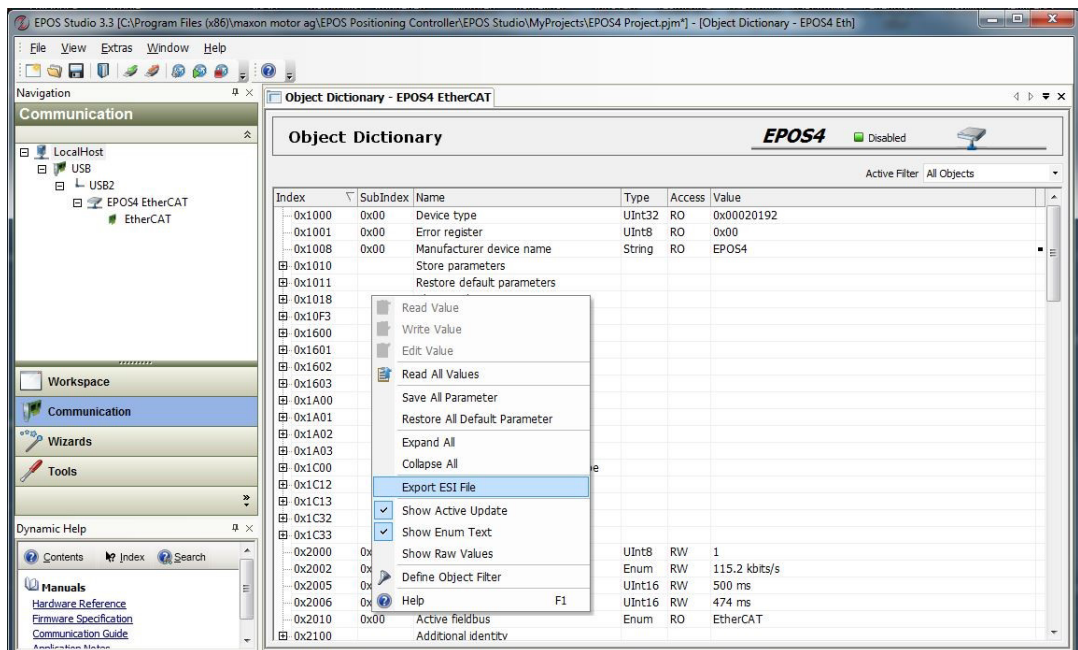 EPOS Studio 3.3 [C:\Program Files (x86)\maxon motor ag\EPOS Positioning Controller\EPOS Studio\MyProjects\EPOS4 Project.pjm*] - [Object Dictionary - EPOS4 Eth]
File View Extras Window Help
Navigation
Communication
LocalHost
USB
USB2
EPOS4 EtherCAT
EtherCAT
Workspace
Communication
Wizards
Tools
Dynamic Help
Contents Index Search
Manuals
Hardware Reference
Firmware Specification
Communication Guide
Application Notes
Object Dictionary - EPOS4 EtherCAT
Object Dictionary EPOS4 Disabled
Active Filter All Objects
Index SubIndex Name Type Access Value
0x1000 0x00 Device type UInt32 RO 0x00020192
0x1001 0x00 Error register UInt8 RO 0x00
0x1008 0x00 Manufacturer device name String RO EPOS4
0x1010 Store parameters
0x1011 Restore default parameters
0x1018
0x10F3
0x1600
0x1601
0x1602
0x1603
0x1A00
0x1A01
0x1A02
0x1A03
0x1C00
0x1C12
0x1C13
0x1C32
0x1C33
0x2000 0x UInt8 RW 1
0x2002 0x Enum RW 115.2 kbits/s
0x2005 0x UInt16 RW 500 ms
0x2006 0x UInt16 RW 474 ms
0x2010 0x00 Active fieldbus Enum RO EtherCAT
0x2100 Additional identity
Read Value
Write Value
Edit Value
Read All Values
Save All Parameter
Restore All Default Parameter
Expand All
Collapse All
Export ESI File
Show Active Update
Show Enum Text
Show Raw Values
Define Object Filter
Help F1